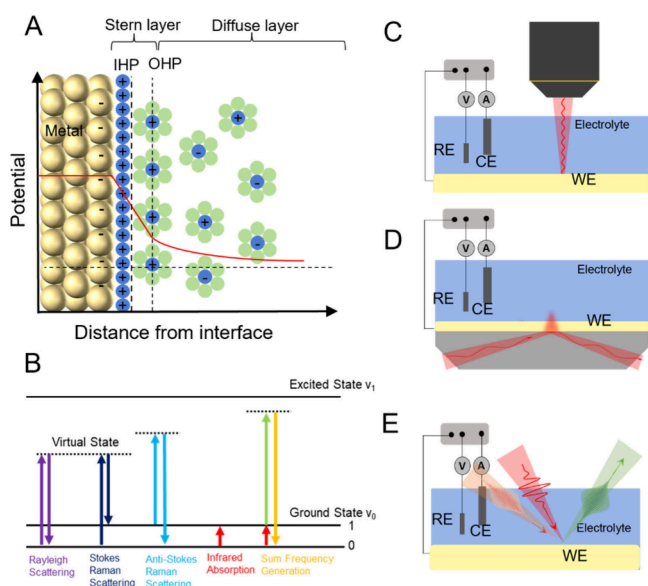 A
Stern layer
Diffuse layer
IHP
OHP
Metal
Potential
Distance from interface
B
Excited State v1
Virtual State
Ground State v0
1
0
Rayleigh
Scattering
Stokes
Raman
Scattering
Anti-Stokes
Raman
Scattering
Infrared
Absorption
Sum Frequency
Generation
C
V
A
Electrolyte
RE
CE
WE
D
V
A
Electrolyte
RE
CE
WE
E
V
A
RE
CE
Electrolyte
WE